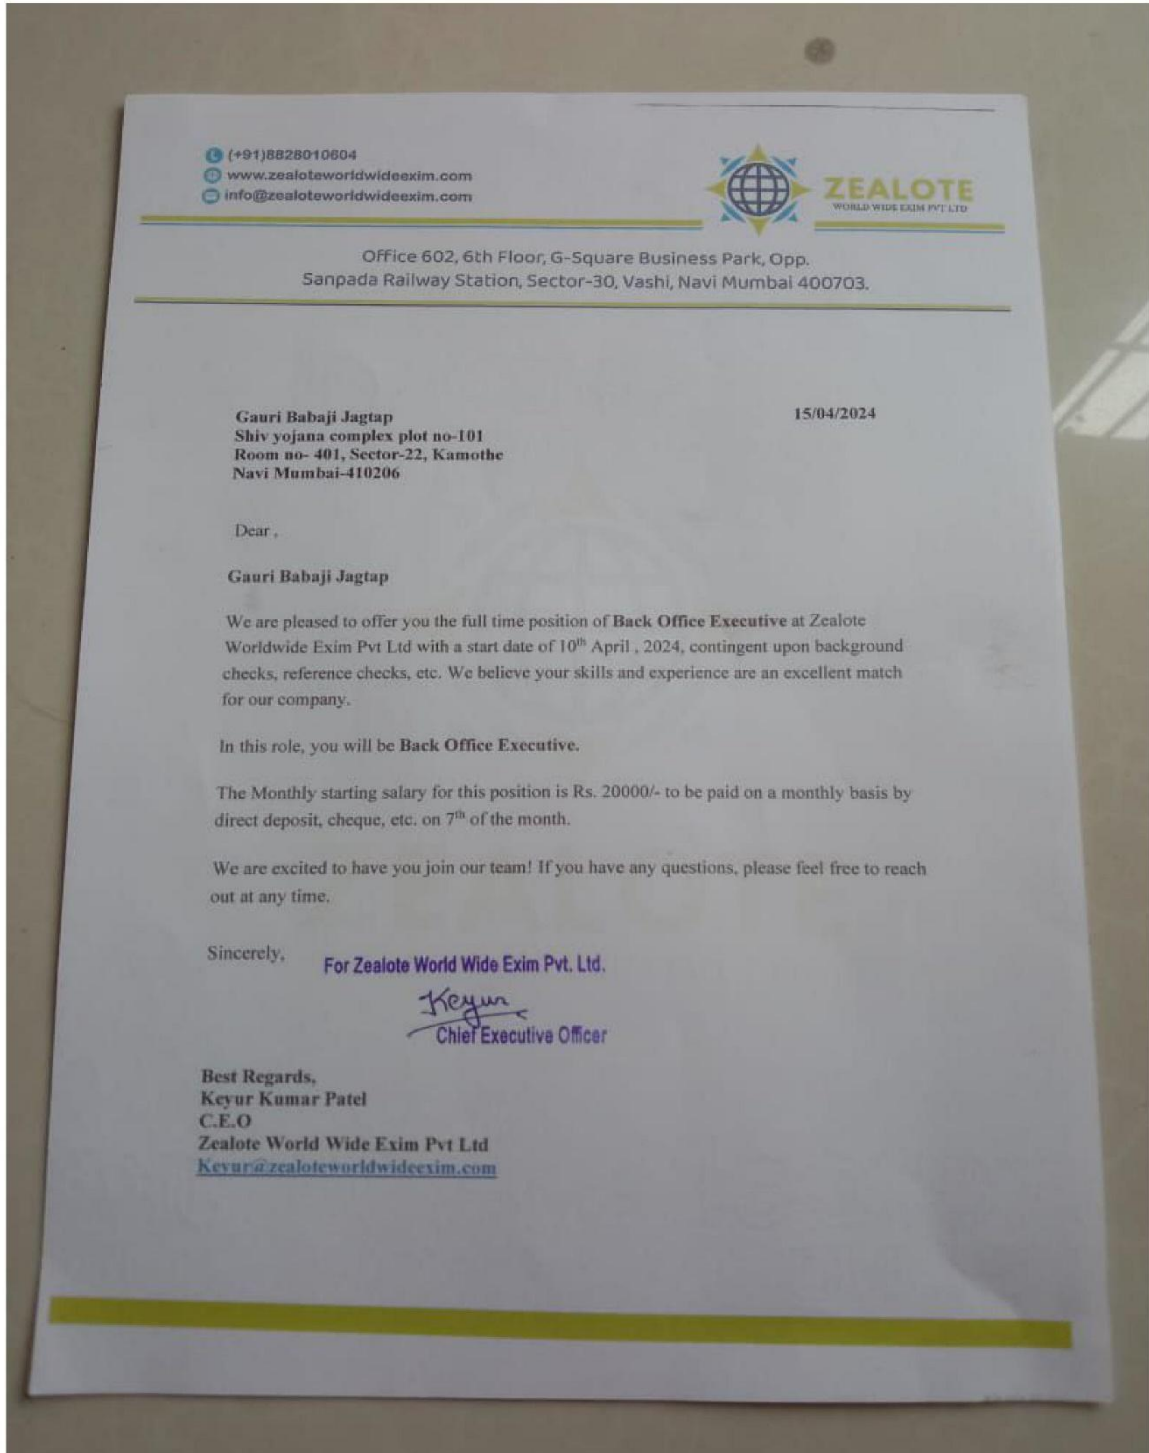 (+91)8828010604
www.zealoteworldwideexim.com
info@zealoteworldwideexim.com
ZEALOTE
WORLD WIDE EXIM PVT LTD
Office 602, 6th Floor, G-Square Business Park, Opp.
Sanpada Railway Station, Sector-30, Vashi, Navi Mumbai 400703.
Gauri Babaji Jagtap
15/04/2024
Shiv yojana complex plot no-101
Room no- 401, Sector-22, Kamothe
Navi Mumbai-410206
Dear ,
Gauri Babaji Jagtap
We are pleased to offer you the full time position of Back Office Executive at Zealote
Worldwide Exim Pvt Ltd with a start date of 10th April , 2024, contingent upon background
checks, reference checks, etc. We believe your skills and experience are an excellent match
for our company.
In this role, you will be Back Office Executive.
The Monthly starting salary for this position is Rs. 20000/- to be paid on a monthly basis by
direct deposit, cheque, etc. on 7th of the month.
We are excited to have you join our team! If you have any questions, please feel free to reach
out at any time.
Sincerely,
For Zealote World Wide Exim Pvt. Ltd.
Keyur
Chief Executive Officer
Best Regards,
Keyur Kumar Patel
C.E.O
Zealote World Wide Exim Pvt Ltd
Keyur@zealoteworldwideexim.com